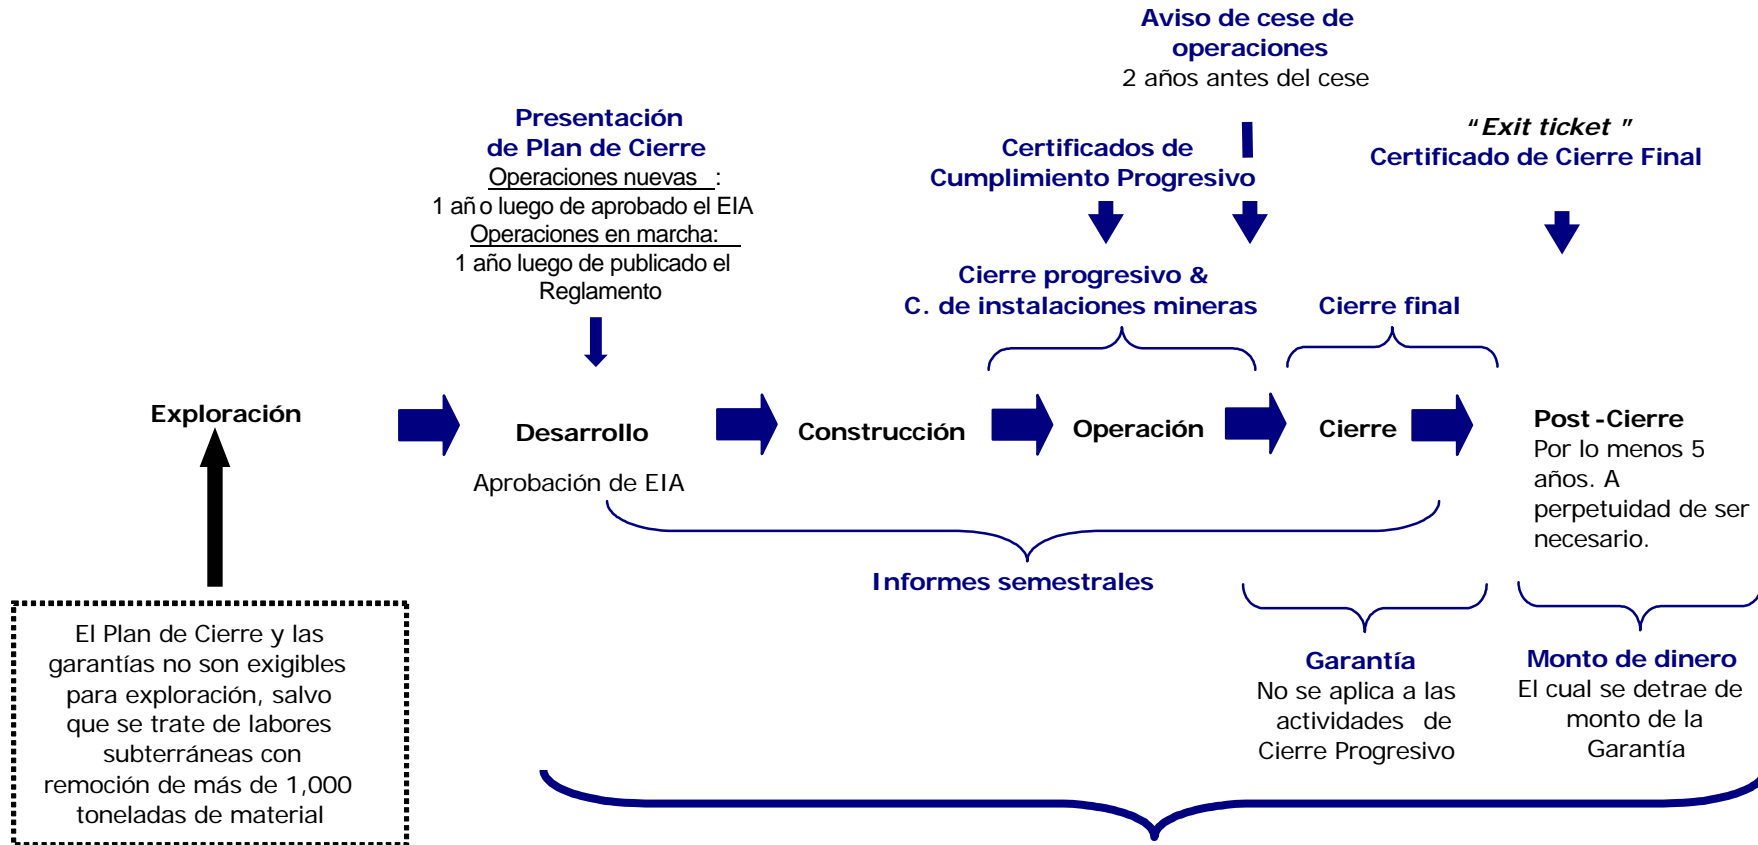 Aviso de cese de
operaciones
2 años antes del cese
Presentación
de Plan de Cierre
Operaciones nuevas :
1 año luego de aprobado el EIA
Operaciones en marcha:
1 año luego de publicado el
Reglamento
Certificados de
Cumplimiento Progresivo
“Exit ticket ”
Certificado de Cierre Final
Cierre progresivo &
C. de instalaciones mineras
Cierre final
Exploración
Desarrollo
Aprobación de EIA
Construcción
Operación
Cierre
Post -Cierre
Por lo menos 5
años. A
perpetuidad de ser
necesario.
Informes semestrales
El Plan de Cierre y las
garantías no son exigibles
para exploración, salvo
que se trate de labores
subterráneas con
remoción de más de 1,000
toneladas de material
Garantía
No se aplica a las
actividades de
Cierre Progresivo
Monto de dinero
El cual se detrae de
monto de la
Garantía